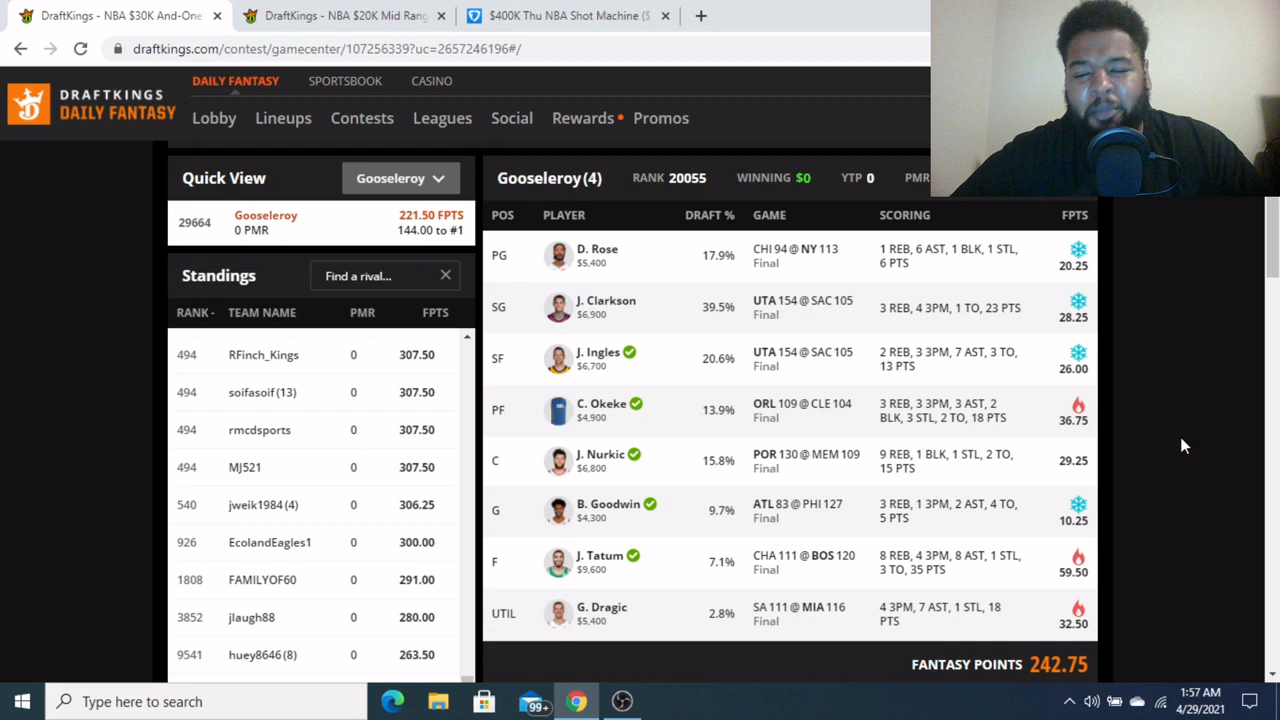 DraftKings - NBA $30K And-One
DraftKings - NBA $20K Mid Rang
$400K Thu NBA Shot Machine ($
draftkings.com/contest/gamecenter/107256339?uc=2657246196#/
DRAFTKINGS
DAILY FANTASY
DAILY FANTASY SPORTSBOOK CASINO
Lobby Lineups Contests Leagues Social Rewards Promos
Quick View Gooseleroy
29664 Gooseleroy 221.50 FPTS
0 PMR 144.00 to #1
Standings Find a rival...
RANK TEAM NAME PMR FPTS
494 RFinch_Kings 0 307.50
494 soifasoif (13) 0 307.50
494 rmcdsports 0 307.50
494 MJ521 0 307.50
540 jweik1984 (4) 0 306.25
926 EcolandEagles1 0 300.00
1808 FAMILYOF60 0 291.00
3852 jlaugh88 0 280.00
9541 huey8646 (8) 0 263.50
Gooseleroy (4) RANK 20055 WINNING $0 YTP 0 PMR
POS PLAYER DRAFT % GAME SCORING FPTS
PG D. Rose $5,400 17.9% CHI 94 @ NY 113 Final 1 REB, 6 AST, 1 BLK, 1 STL, 6 PTS 20.25
SG J. Clarkson $6,900 39.5% UTA 154 @ SAC 105 Final 3 REB, 4 3PM, 1 TO, 23 PTS 28.25
SF J. Ingles $6,700 20.6% UTA 154 @ SAC 105 Final 2 REB, 3 3PM, 7 AST, 3 TO, 13 PTS 26.00
PF C. Okeke $4,900 13.9% ORL 109 @ CLE 104 Final 3 REB, 3 3PM, 3 AST, 2 BLK, 3 STL, 2 TO, 18 PTS 36.75
C J. Nurkic $6,800 15.8% POR 130 @ MEM 109 Final 9 REB, 1 BLK, 1 STL, 2 TO, 15 PTS 29.25
G B. Goodwin $4,300 9.7% ATL 83 @ PHI 127 Final 3 REB, 1 3PM, 2 AST, 4 TO, 5 PTS 10.25
F J. Tatum $9,600 7.1% CHA 111 @ BOS 120 Final 8 REB, 4 3PM, 8 AST, 1 STL, 3 TO, 35 PTS 59.50
UTIL G. Dragic $5,400 2.8% SA 111 @ MIA 116 Final 4 3PM, 7 AST, 1 STL, 18 PTS 32.50
FANTASY POINTS 242.75
Type here to search
99+
1:57 AM
4/29/2021